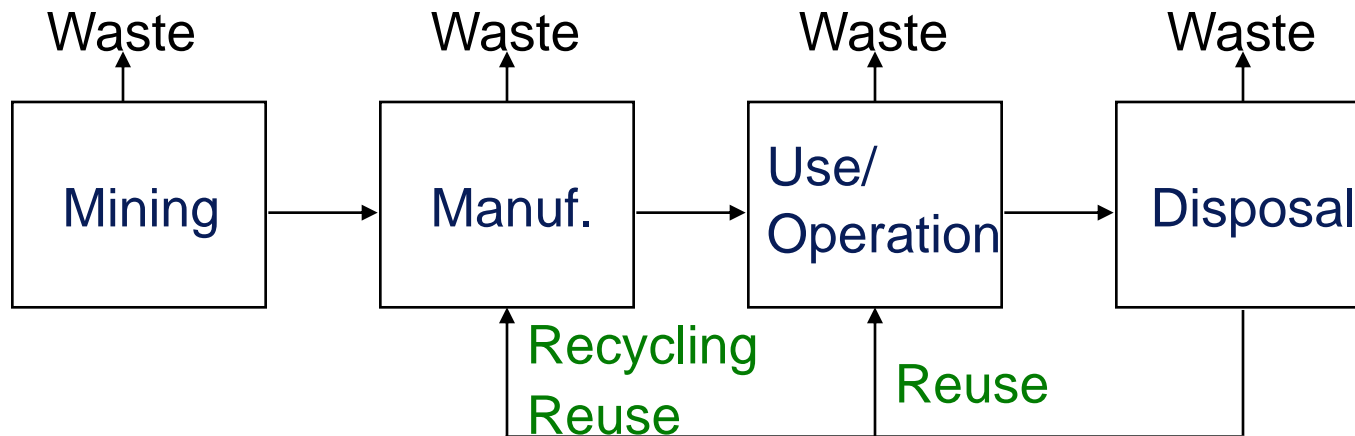 Waste
Waste
Waste
Waste
Mining
Manuf.
Use/
Operation
Disposal
Recycling
Reuse
Reuse